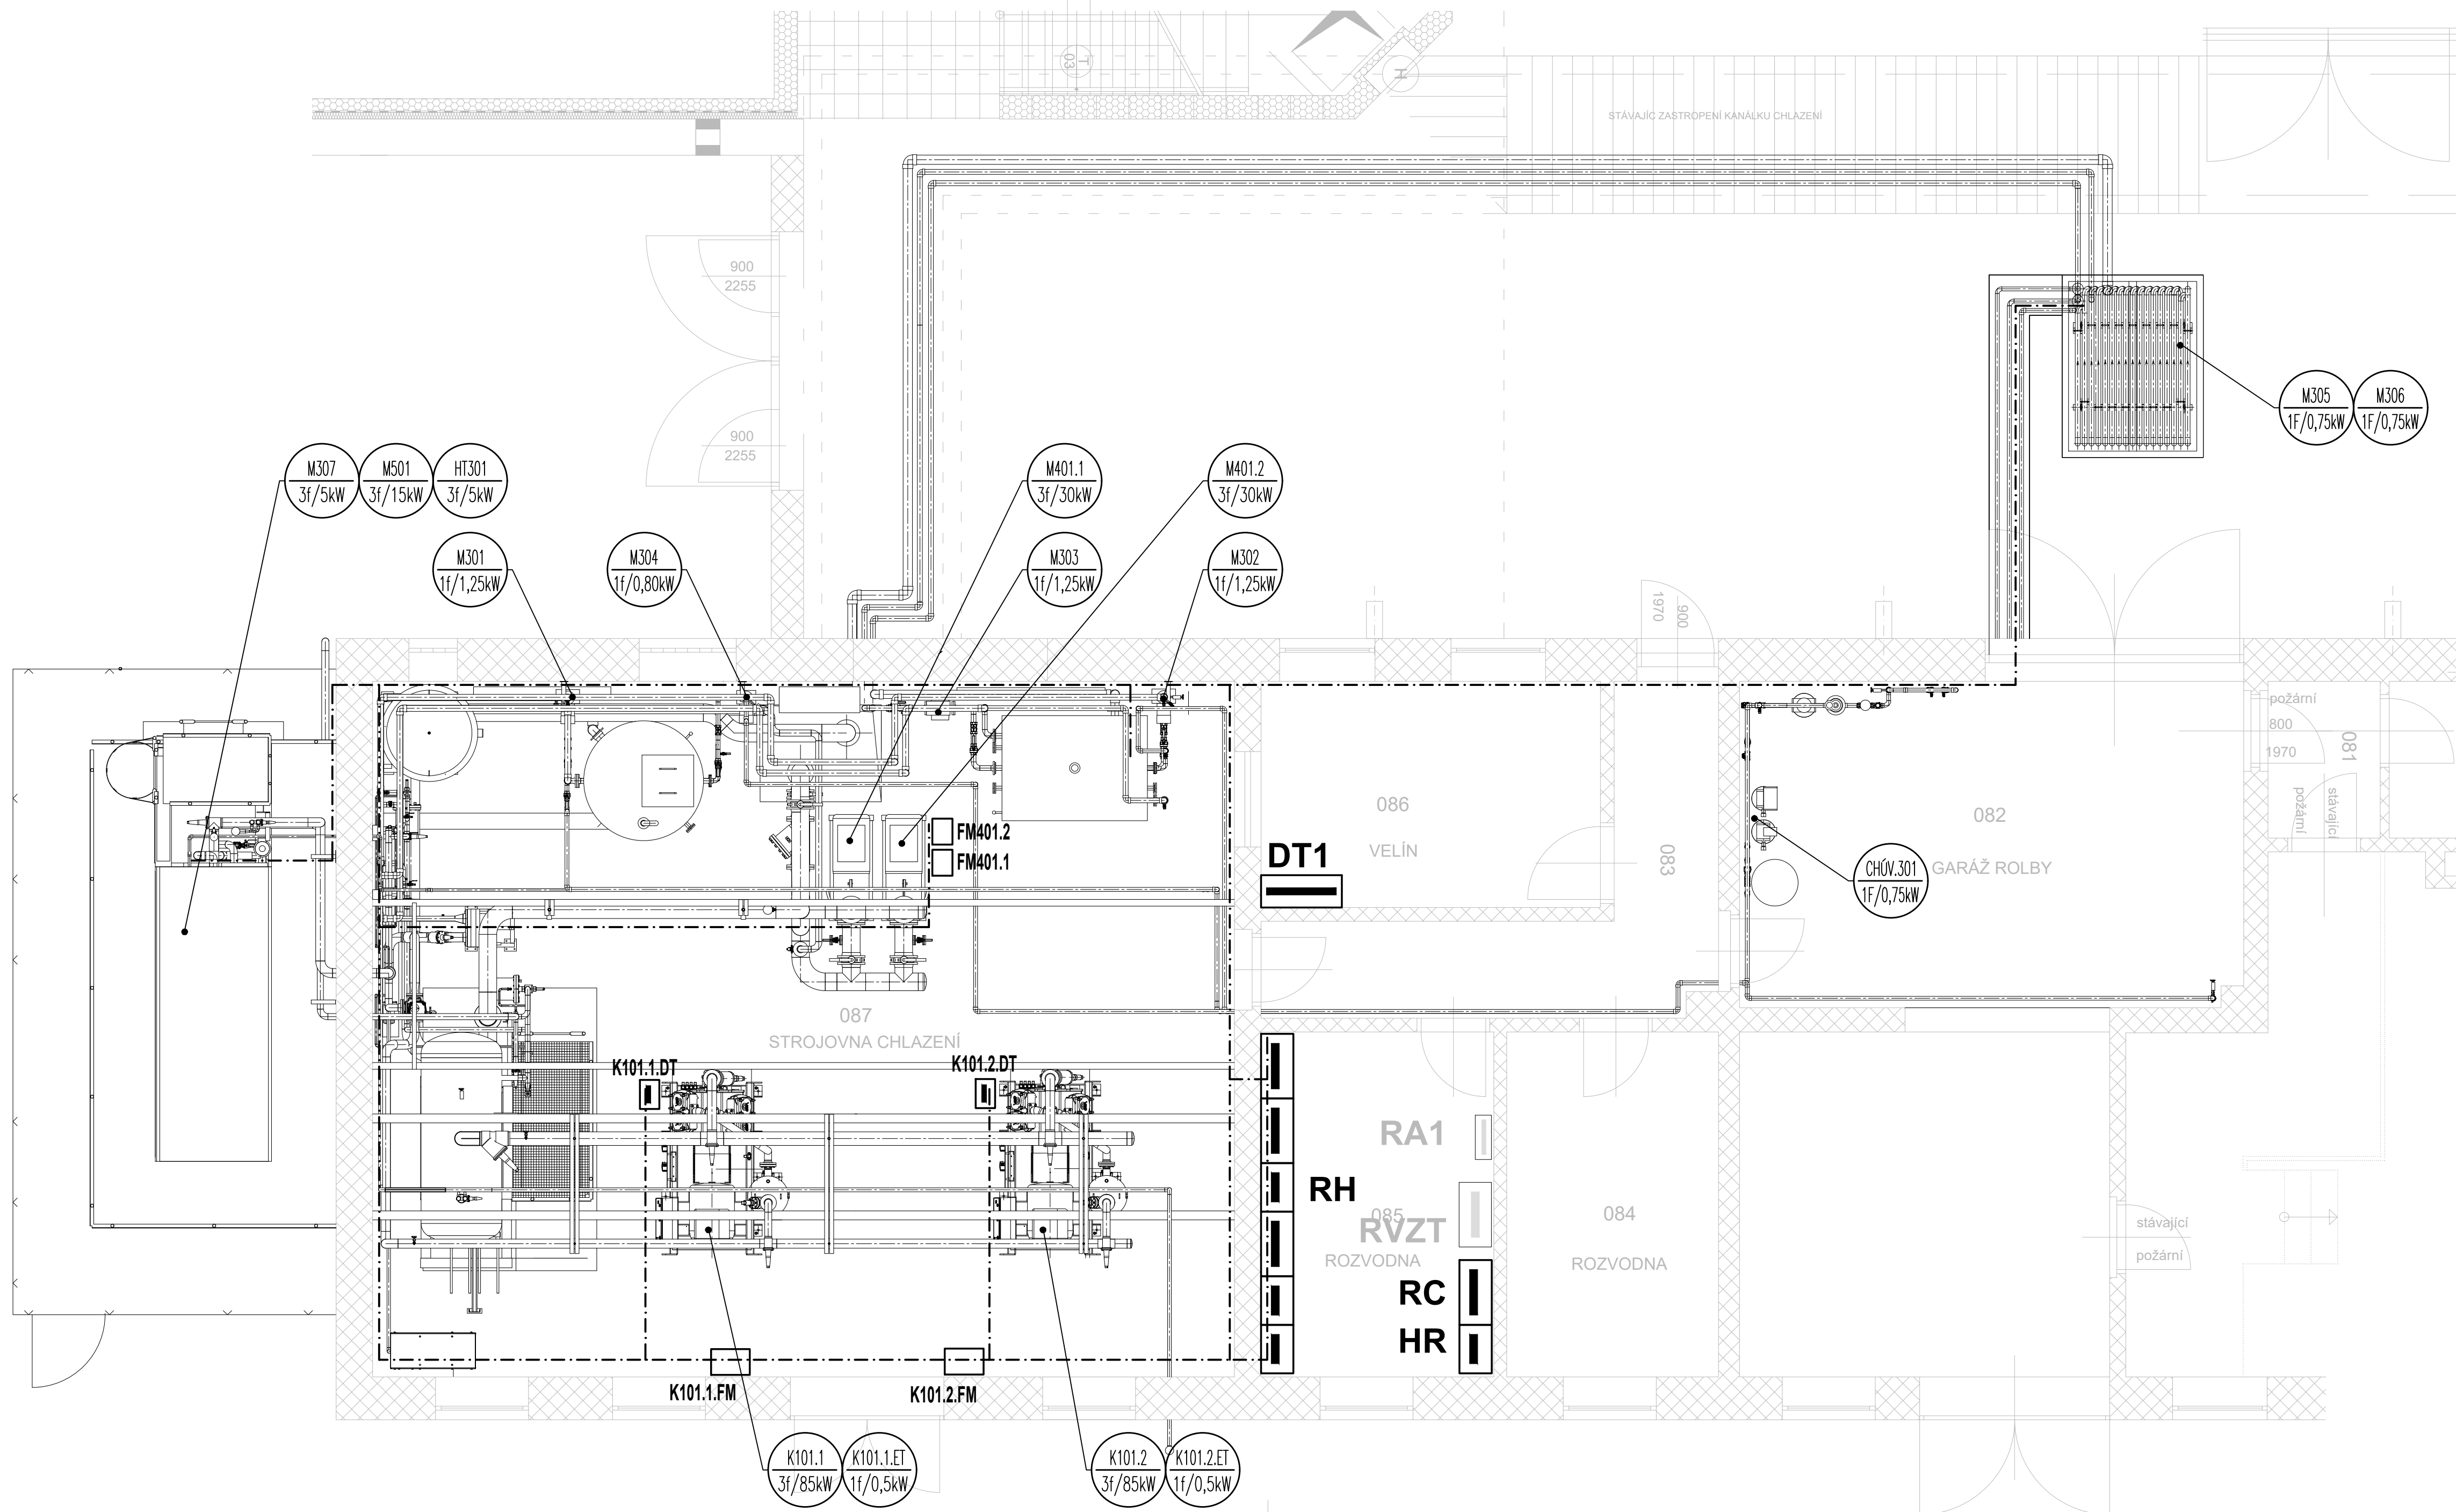 T
03
H
STÁVAJÍC ZASTROPENÍ KANÁLKU CHLAZENÍ
900
2255
900
2255
M305
1F/0,75kW
M306
1F/0,75kW
M307
3f/5kW
M501
3f/15kW
HT301
3f/5kW
M401.1
3f/30kW
M401.2
3f/30kW
M301
1f/1,25kW
M304
1f/0,80kW
M303
1f/1,25kW
M302
1f/1,25kW
900
1970
požární
800
1970
081
stávající
požární
FM401.2
FM401.1
086
VELÍN
DT1
083
082
GARÁŽ ROLBY
CHÚV.301
1F/0,75kW
087
STROJOVNA CHLAZENÍ
K101.1.DT
K101.2.DT
RA1
RH
085
RVZT
ROZVODNA
084
ROZVODNA
stávající
požární
RC
HR
K101.1.FM
K101.2.FM
K101.1
3f/85kW
K101.1.ET
1f/0,5kW
K101.2
3f/85kW
K101.2.ET
1f/0,5kW